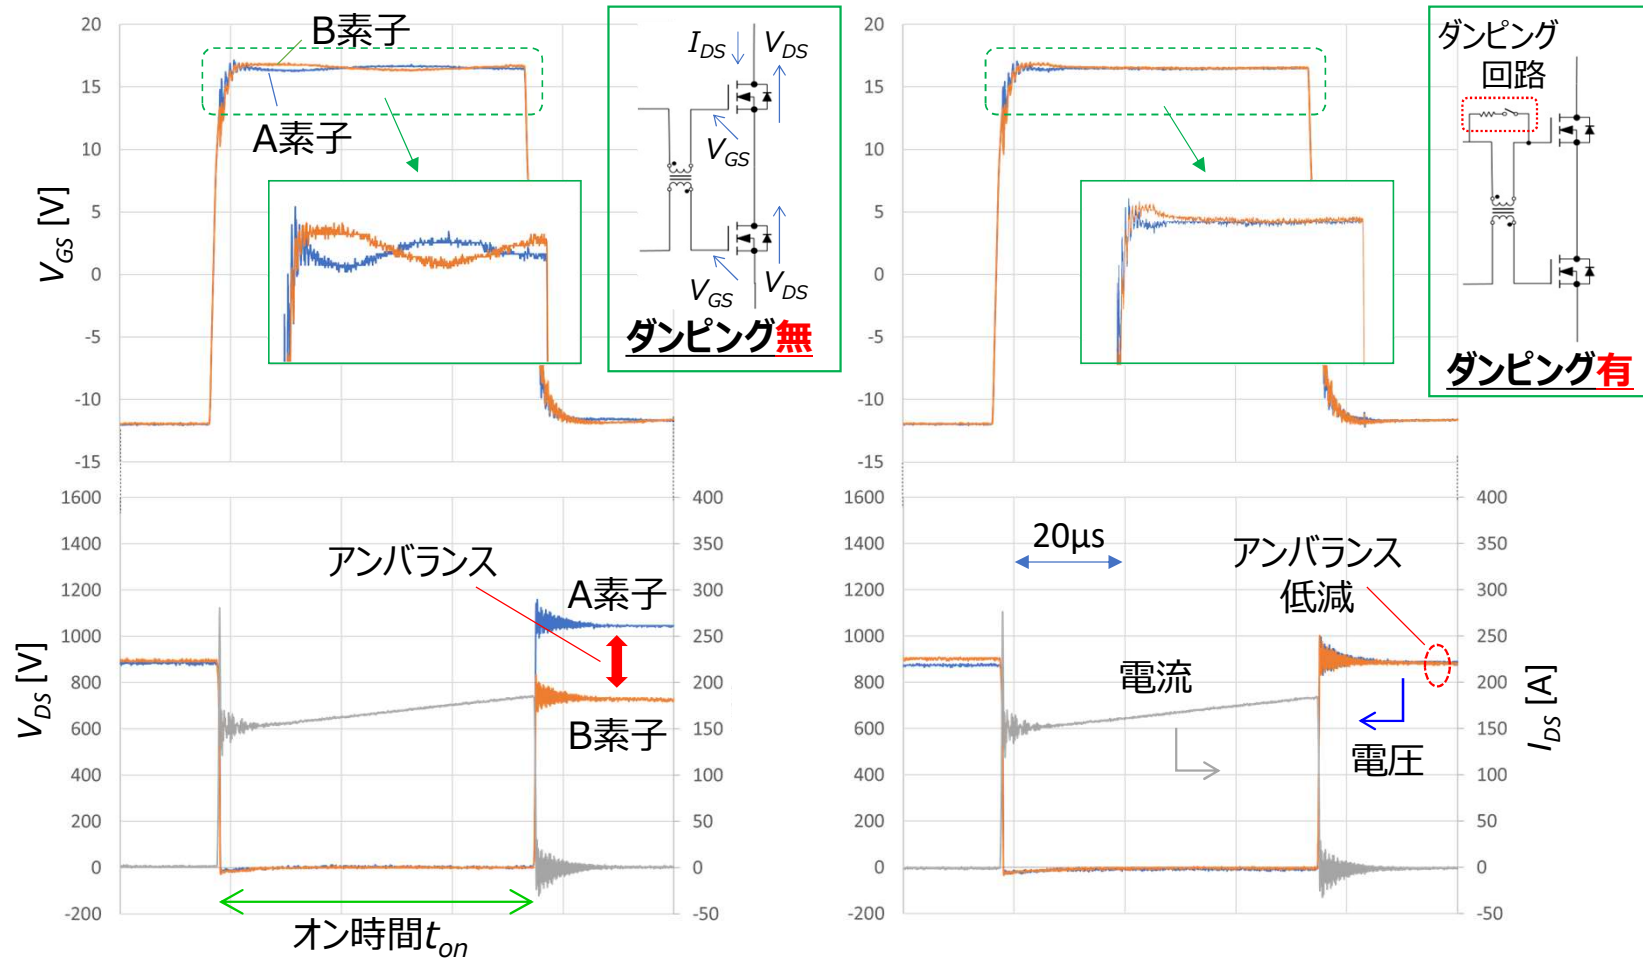 20
15
10
5
0
-5
-10
-15
V_GS [V]
B素子
A素子
I_DS
V_DS
V_GS
V_GS
V_DS
ダンピング無
20
15
10
5
0
-5
-10
-15
ダンピング
回路
ダンピング有
1600
1400
1200
1000
800
600
400
200
0
-200
V_DS [V]
400
350
300
250
200
150
100
50
0
-50
アンバランス
A素子
B素子
オン時間t_on
1600
1400
1200
1000
800
600
400
200
0
-200
20μs
アンバランス
低減
電流
電圧
400
350
300
250
200
150
100
50
0
-50
I_DS [A]